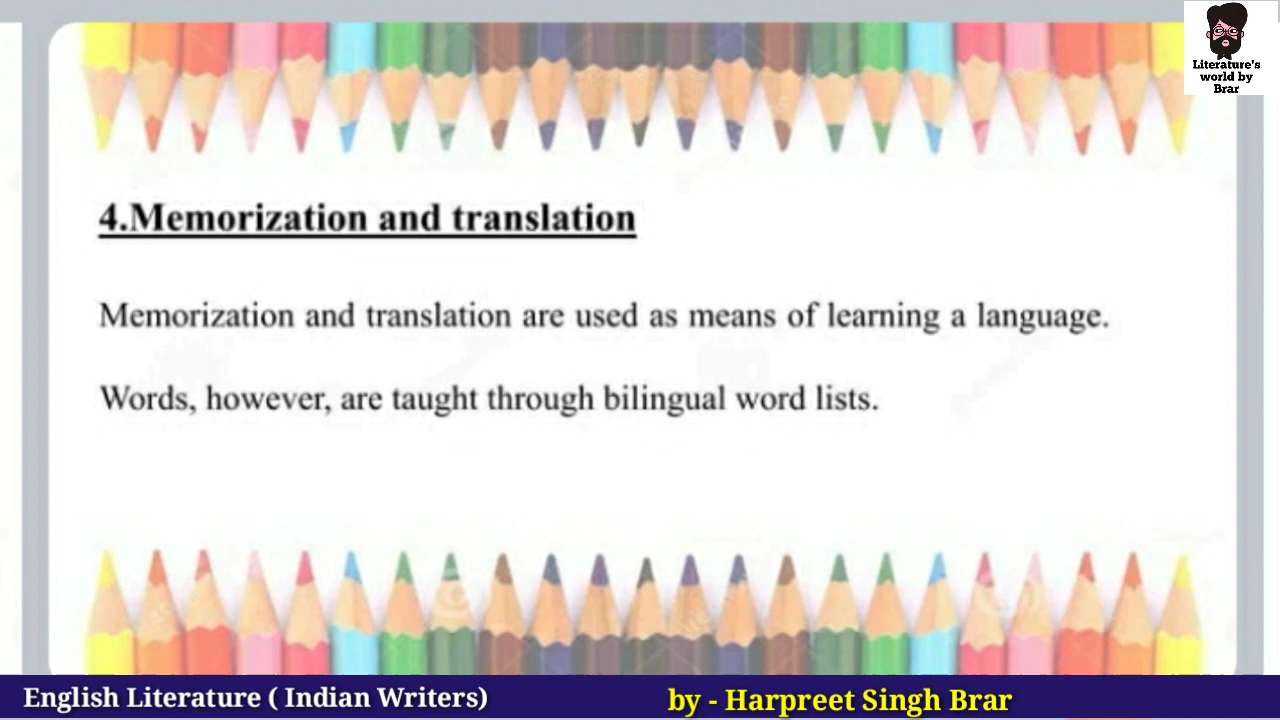 Literature's
world by
Brar
4.Memorization and translation
Memorization and translation are used as means of learning a language.
Words, however, are taught through bilingual word lists.
English Literature ( Indian Writers)
by - Harpreet Singh Brar